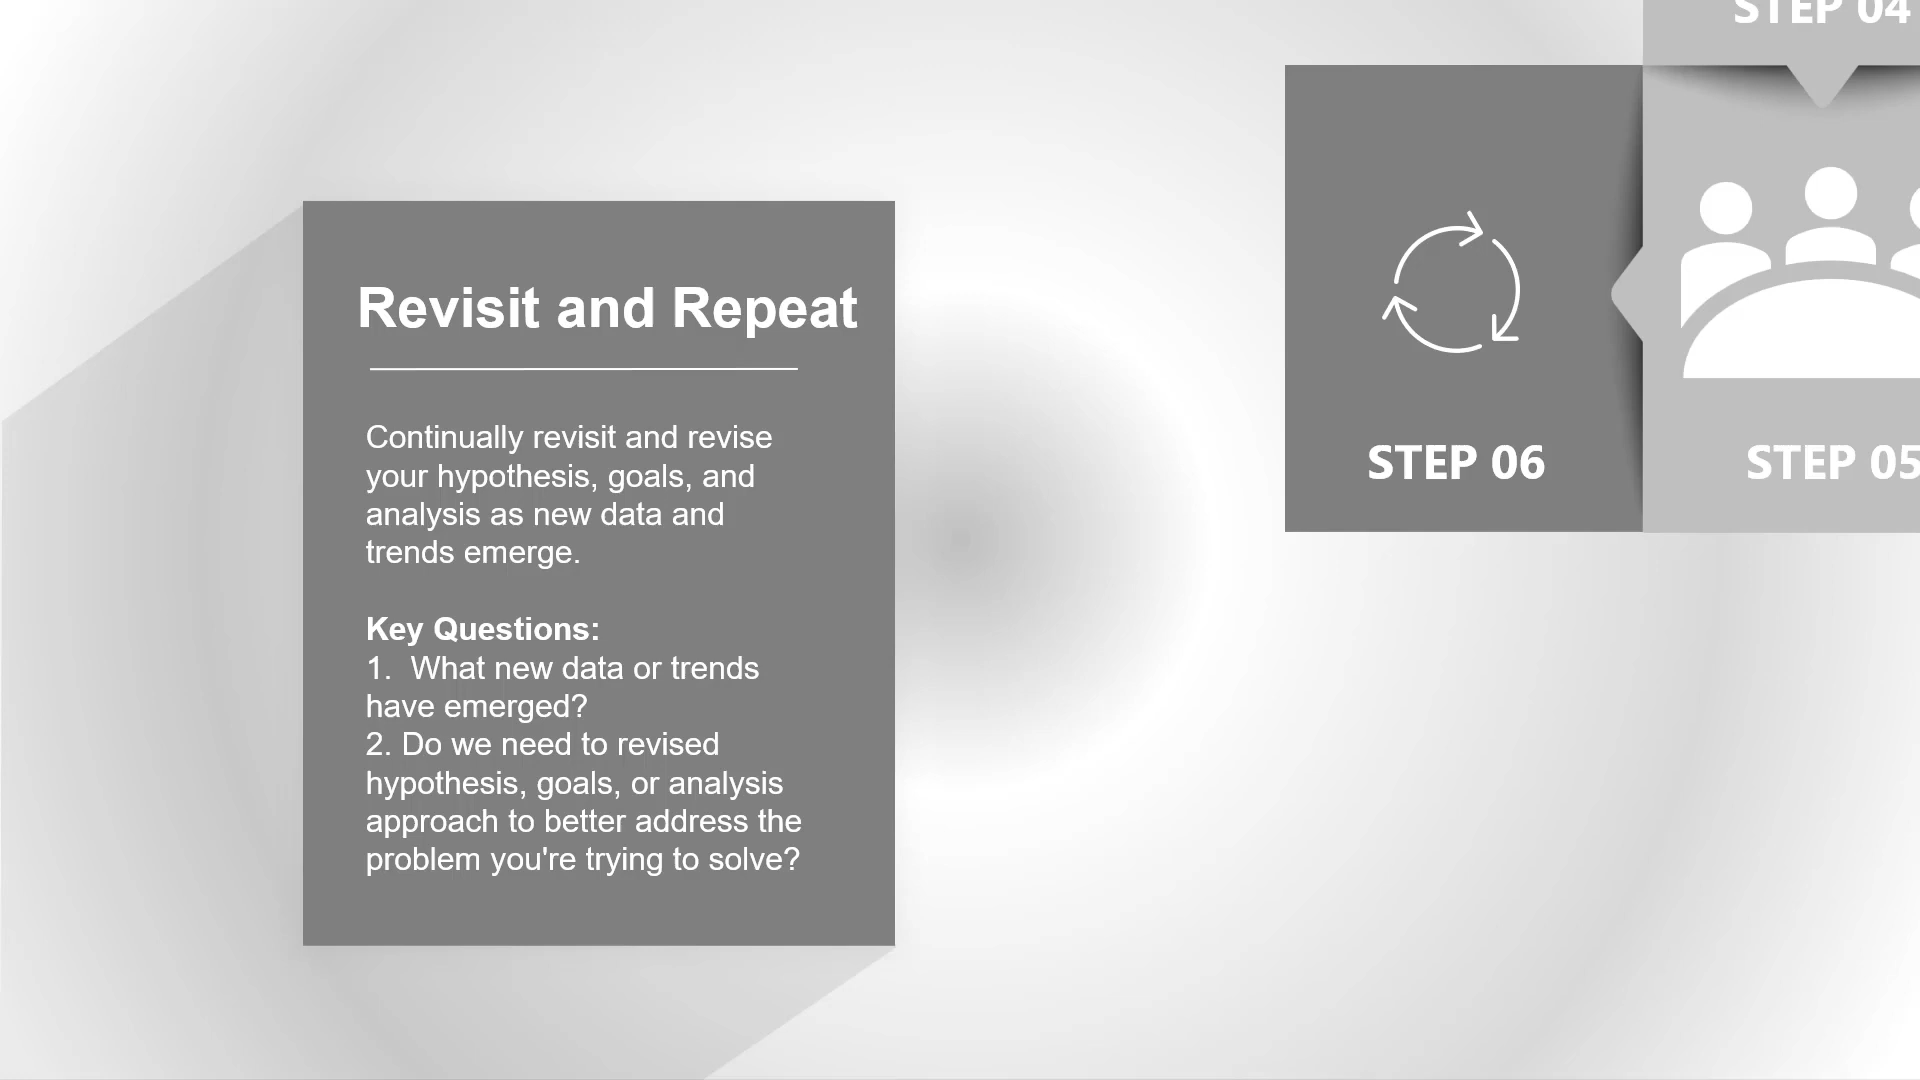 STEP 04
Revisit and Repeat
Continually revisit and revise
your hypothesis, goals, and
analysis as new data and
trends emerge.
Key Questions:
1.  What new data or trends
have emerged?
2. Do we need to revised
hypothesis, goals, or analysis
approach to better address the
problem you're trying to solve?
STEP 06
STEP 05